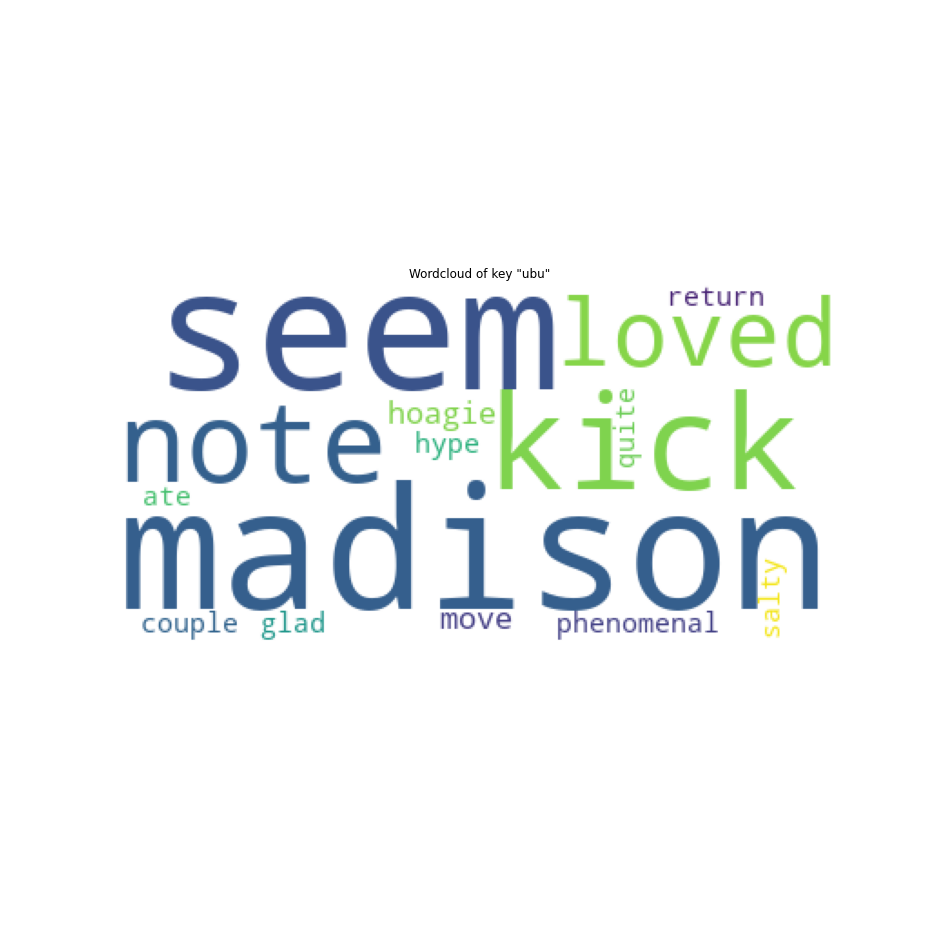 Wordcloud of key "ubu"
seem
return
loved
note
hoagie
hype
kick
quite
ate
madison
salty
couple
glad
move
phenomenal